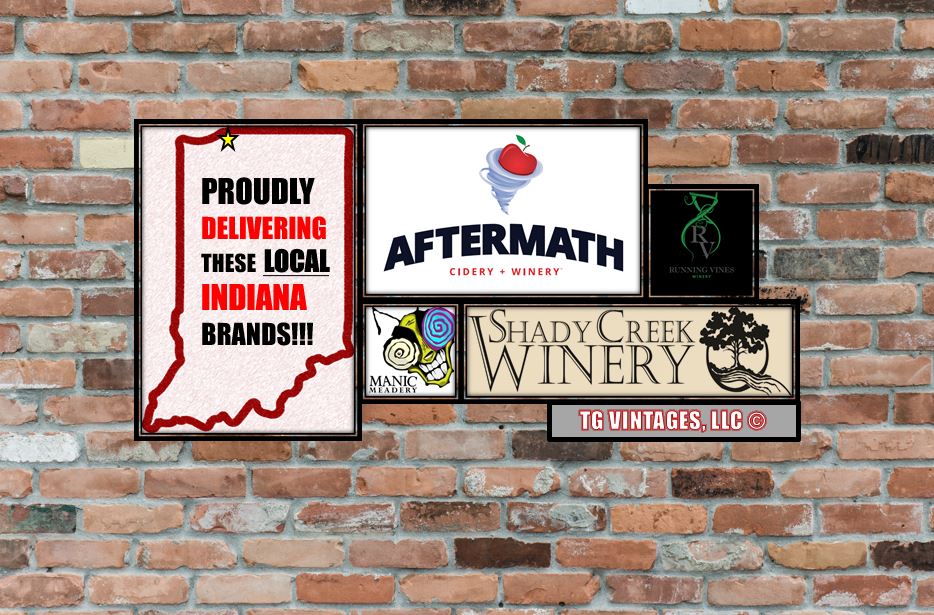 PROUDLY
DELIVERING
THESE LOCAL
INDIANA
BRANDS!!!
AFTERMATH
CIDERY + WINERY
RV
RUNNING VINES
WINERY
MANIC
MEADERY
SHADY CREEK
WINERY
TG VINTAGES, LLC ©